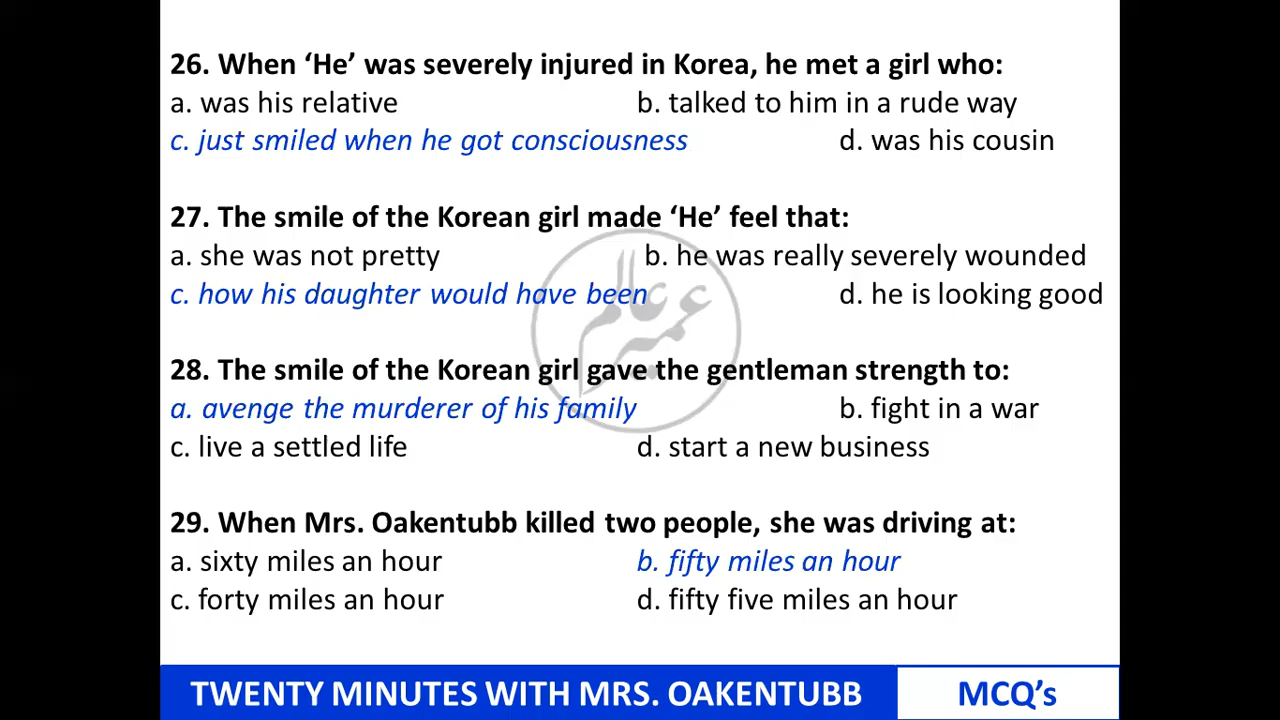 26. When ‘He’ was severely injured in Korea, he met a girl who:
a. was his relative b. talked to him in a rude way
c. just smiled when he got consciousness d. was his cousin
27. The smile of the Korean girl made ‘He’ feel that:
a. she was not pretty b. he was really severely wounded
c. how his daughter would have been d. he is looking good
28. The smile of the Korean girl gave the gentleman strength to:
a. avenge the murderer of his family b. fight in a war
c. live a settled life d. start a new business
29. When Mrs. Oakentubb killed two people, she was driving at:
a. sixty miles an hour b. fifty miles an hour
c. forty miles an hour d. fifty five miles an hour
TWENTY MINUTES WITH MRS. OAKENTUBB MCQ’s